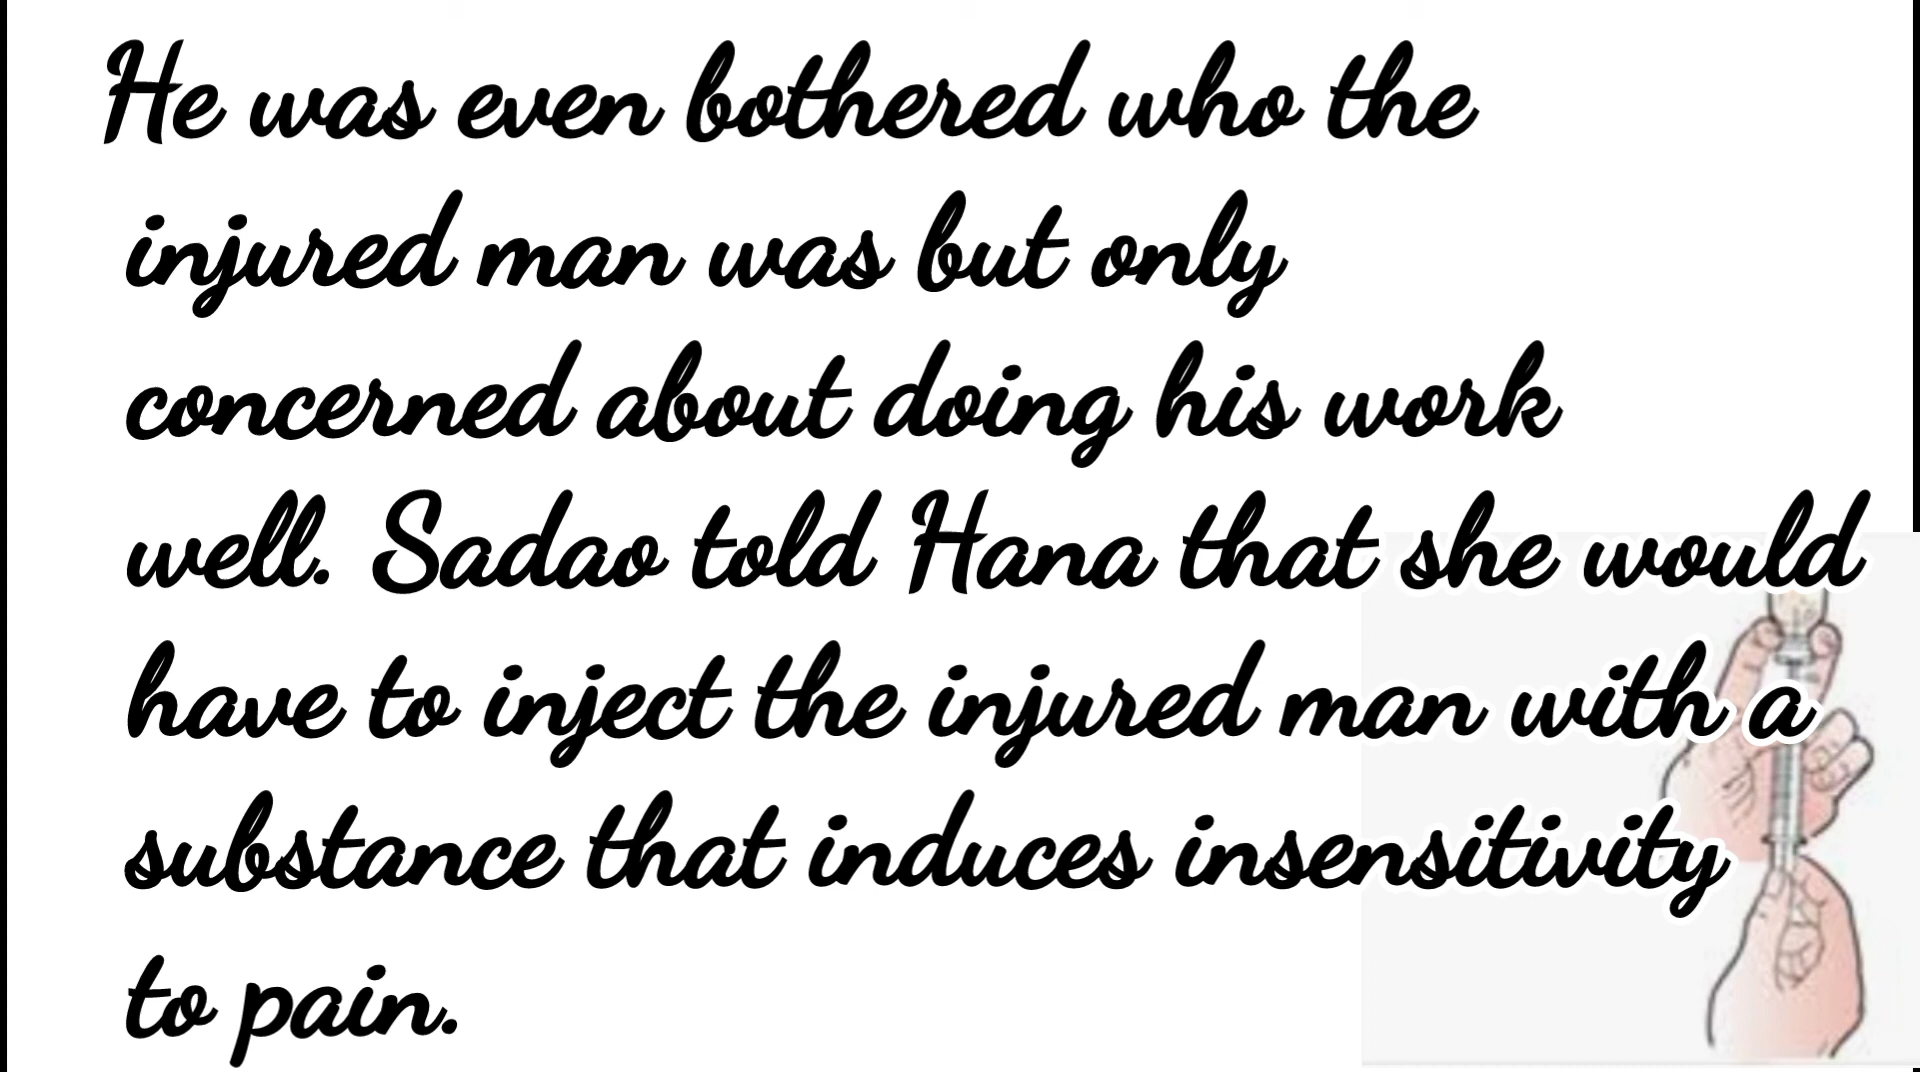 He was even bothered who the
injured man was but only
concerned about doing his work
well. Sadao told Hana that she would
have to inject the injured man with a
substance that induces insensitivity
to pain.